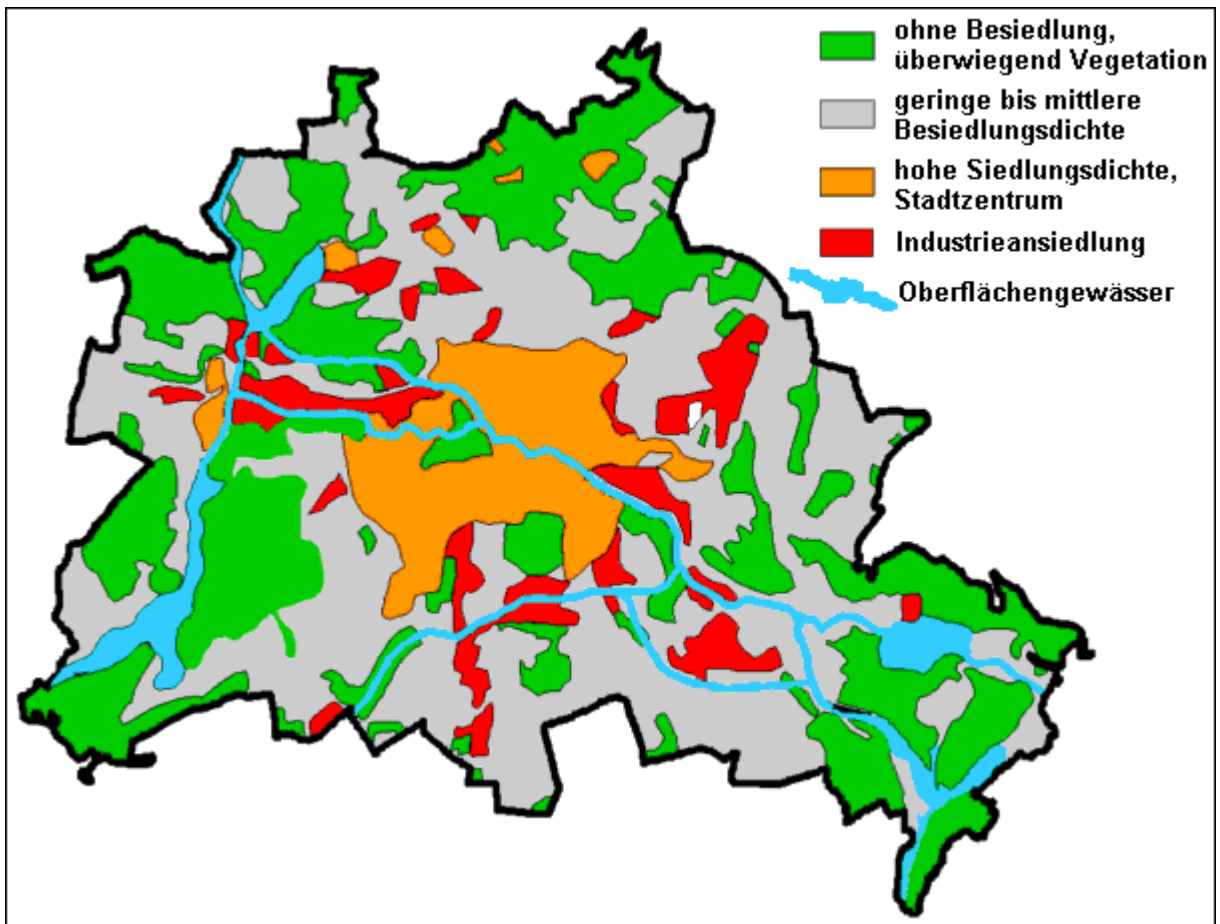 ohne Besiedlung,
überwiegend Vegetation
geringe bis mittlere
Besiedlungsdichte
hohe Siedlungsdichte,
Stadtzentrum
Industrieansiedlung
Oberflächengewässer